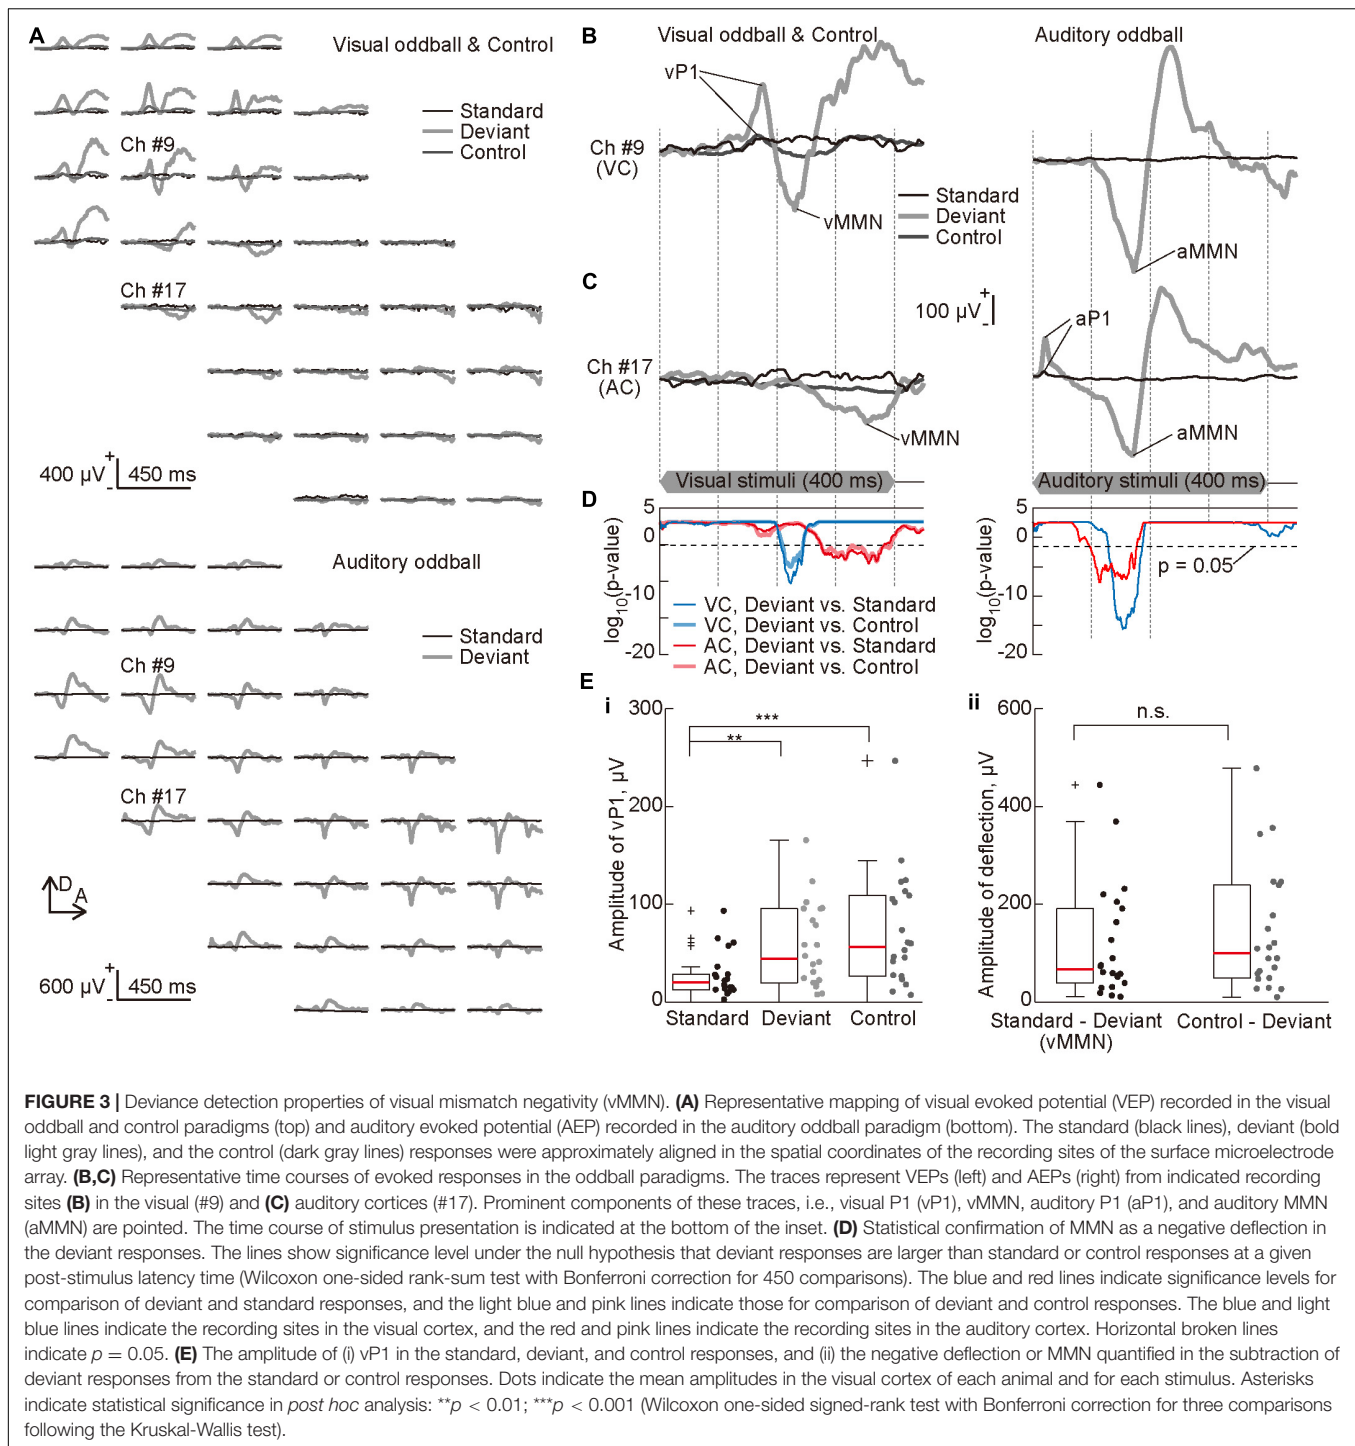 A
Visual oddball & Control
Standard
Deviant
Control
Ch #9
Ch #17
400 µV
+
-
450 ms
Auditory oddball
Standard
Deviant
Ch #9
Ch #17
D
A
600 µV
+
-
450 ms
B
Visual oddball & Control
Auditory oddball
vP1
Ch #9
(VC)
vMMN
Standard
Deviant
Control
aMMN
C
100 µV
+
-
aP1
Ch #17
(AC)
vMMN
aMMN
Visual stimuli (400 ms)
Auditory stimuli (400 ms)
D
5
0
-10
-20
log10(p-value)
VC, Deviant vs. Standard
VC, Deviant vs. Control
AC, Deviant vs. Standard
AC, Deviant vs. Control
5
0
-10
-20
log10(p-value)
p = 0.05
E
i
300
200
100
0
Amplitude of vP1, µV
***
**
Standard
Deviant
Control
ii
600
400
200
0
Amplitude of deflection, µV
n.s.
Standard - Deviant
(vMMN)
Control - Deviant
FIGURE 3 | Deviance detection properties of visual mismatch negativity (vMMN). (A) Representative mapping of visual evoked potential (VEP) recorded in the visual
oddball and control paradigms (top) and auditory evoked potential (AEP) recorded in the auditory oddball paradigm (bottom). The standard (black lines), deviant (bold
light gray lines), and the control (dark gray lines) responses were approximately aligned in the spatial coordinates of the recording sites of the surface microelectrode
array. (B,C) Representative time courses of evoked responses in the oddball paradigms. The traces represent VEPs (left) and AEPs (right) from indicated recording
sites (B) in the visual (#9) and (C) auditory cortices (#17). Prominent components of these traces, i.e., visual P1 (vP1), vMMN, auditory P1 (aP1), and auditory MMN
(aMMN) are pointed. The time course of stimulus presentation is indicated at the bottom of the inset. (D) Statistical confirmation of MMN as a negative deflection in
the deviant responses. The lines show significance level under the null hypothesis that deviant responses are larger than standard or control responses at a given
post-stimulus latency time (Wilcoxon one-sided rank-sum test with Bonferroni correction for 450 comparisons). The blue and red lines indicate significance levels for
comparison of deviant and standard responses, and the light blue and pink lines indicate those for comparison of deviant and control responses. The blue and light
blue lines indicate the recording sites in the visual cortex, and the red and pink lines indicate the recording sites in the auditory cortex. Horizontal broken lines
indicate p = 0.05. (E) The amplitude of (i) vP1 in the standard, deviant, and control responses, and (ii) the negative deflection or MMN quantified in the subtraction of
deviant responses from the standard or control responses. Dots indicate the mean amplitudes in the visual cortex of each animal and for each stimulus. Asterisks
indicate statistical significance in post hoc analysis: **p < 0.01; ***p < 0.001 (Wilcoxon one-sided signed-rank test with Bonferroni correction for three comparisons
following the Kruskal-Wallis test).